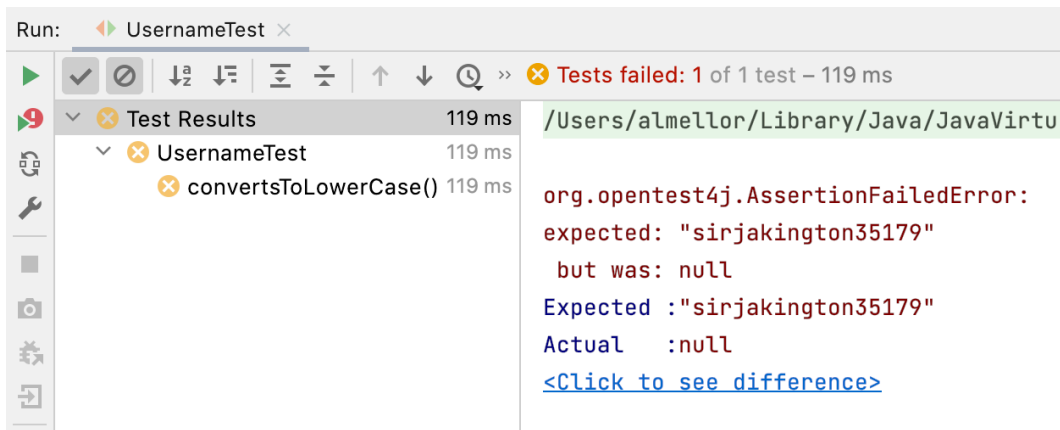 Run: UsernameTest
Tests failed: 1 of 1 test – 119 ms
Test Results 119 ms
UsernameTest 119 ms
convertsToLowerCase() 119 ms
/Users/almellor/Library/Java/JavaVirtu
org.opentest4j.AssertionFailedError:
expected: "sirjakington35179"
but was: null
Expected :"sirjakington35179"
Actual :null
<Click to see difference>